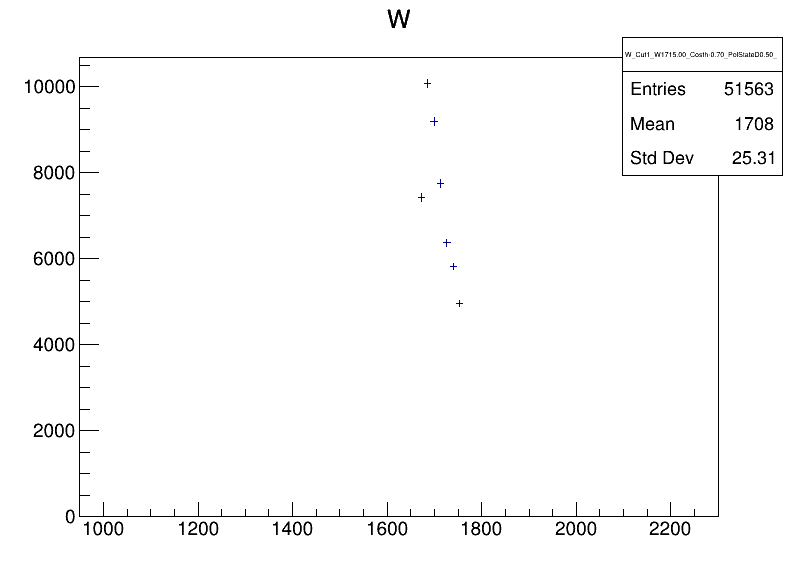 W
W_Cut1_W1715.00_Costh-0.70_PolStateD0.50_
Entries 51563
Mean 1708
Std Dev 25.31
10000
8000
6000
4000
2000
0
1000 1200 1400 1600 1800 2000 2200